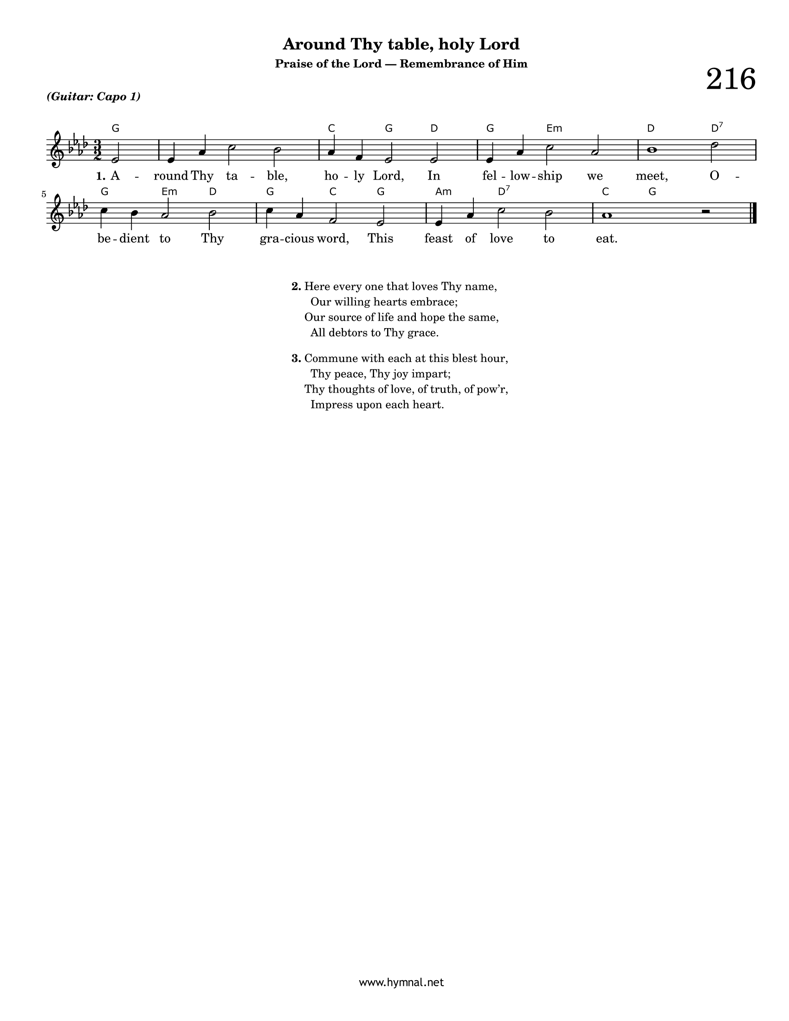 Around Thy table, holy Lord
Praise of the Lord — Remembrance of Him
216
(Guitar: Capo 1)
G C G D G Em D D7
3
2
1. A - round Thy ta - ble, ho - ly Lord, In fel - low - ship we meet, O -
5
G Em D G C G Am D7 C G
be - dient to Thy gra - cious word, This feast of love to eat.
2. Here every one that loves Thy name,
Our willing hearts embrace;
Our source of life and hope the same,
All debtors to Thy grace.
3. Commune with each at this blest hour,
Thy peace, Thy joy impart;
Thy thoughts of love, of truth, of pow'r,
Impress upon each heart.
www.hymnal.net